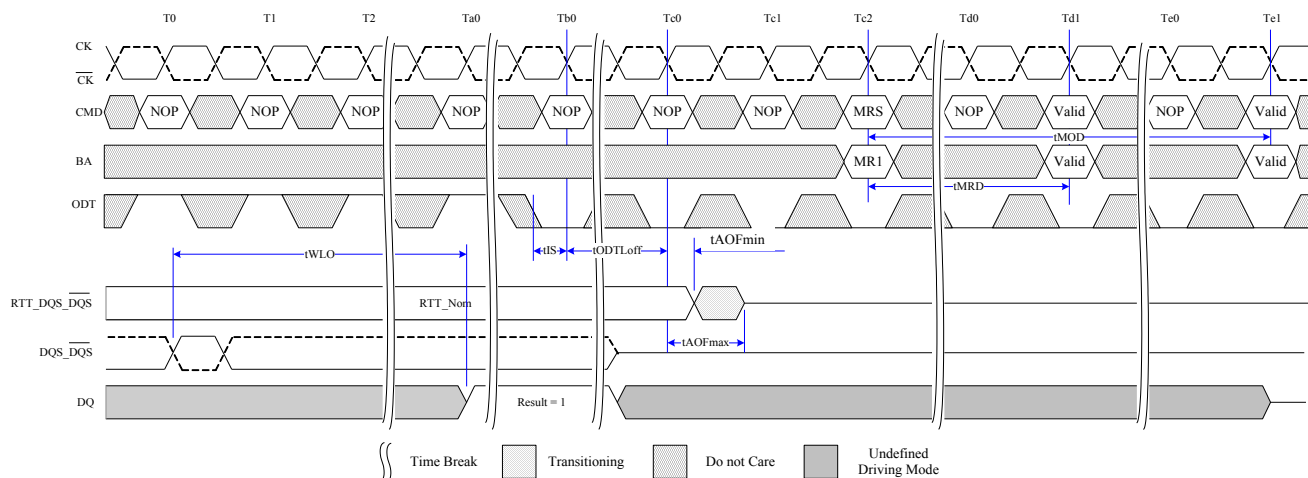 T0 T1 T2 Ta0 Tb0 Tc0 Tc1 Tc2 Td0 Td1 Te0 Te1
CK
CK
CMD NOP NOP NOP NOP NOP NOP NOP MRS NOP Valid NOP Valid
tMOD
BA MR1 Valid Valid
tMRD
ODT
tWLO tIS tODTLoff tAOFmin
RTT_DQS_DQS RTT_Nom
DQS_DQS tAOFmax
DQ Result = 1
Time Break Transitioning Do not Care Undefined
Driving Mode